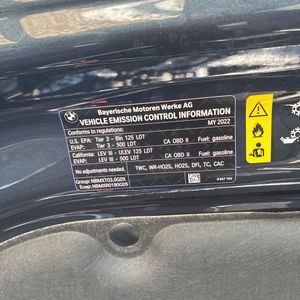 Bayerische Motoren Werke AG
VEHICLE EMISSION CONTROL INFORMATION
Conforms to regulations: MY 2022
U.S. EPA: Tier 3 - Bin 125 LDT CA OBD II Fuel: gasoline
EVAP: Tier 3 - 500 LDT
California: LEV III - ULEV 125 LDT CA OBD II Fuel: gasoline
EVAP: LEV III - 500 LDT
No adjustments needed.
TWC, WR-HO2S, HO2S, DFI, TC, CAC